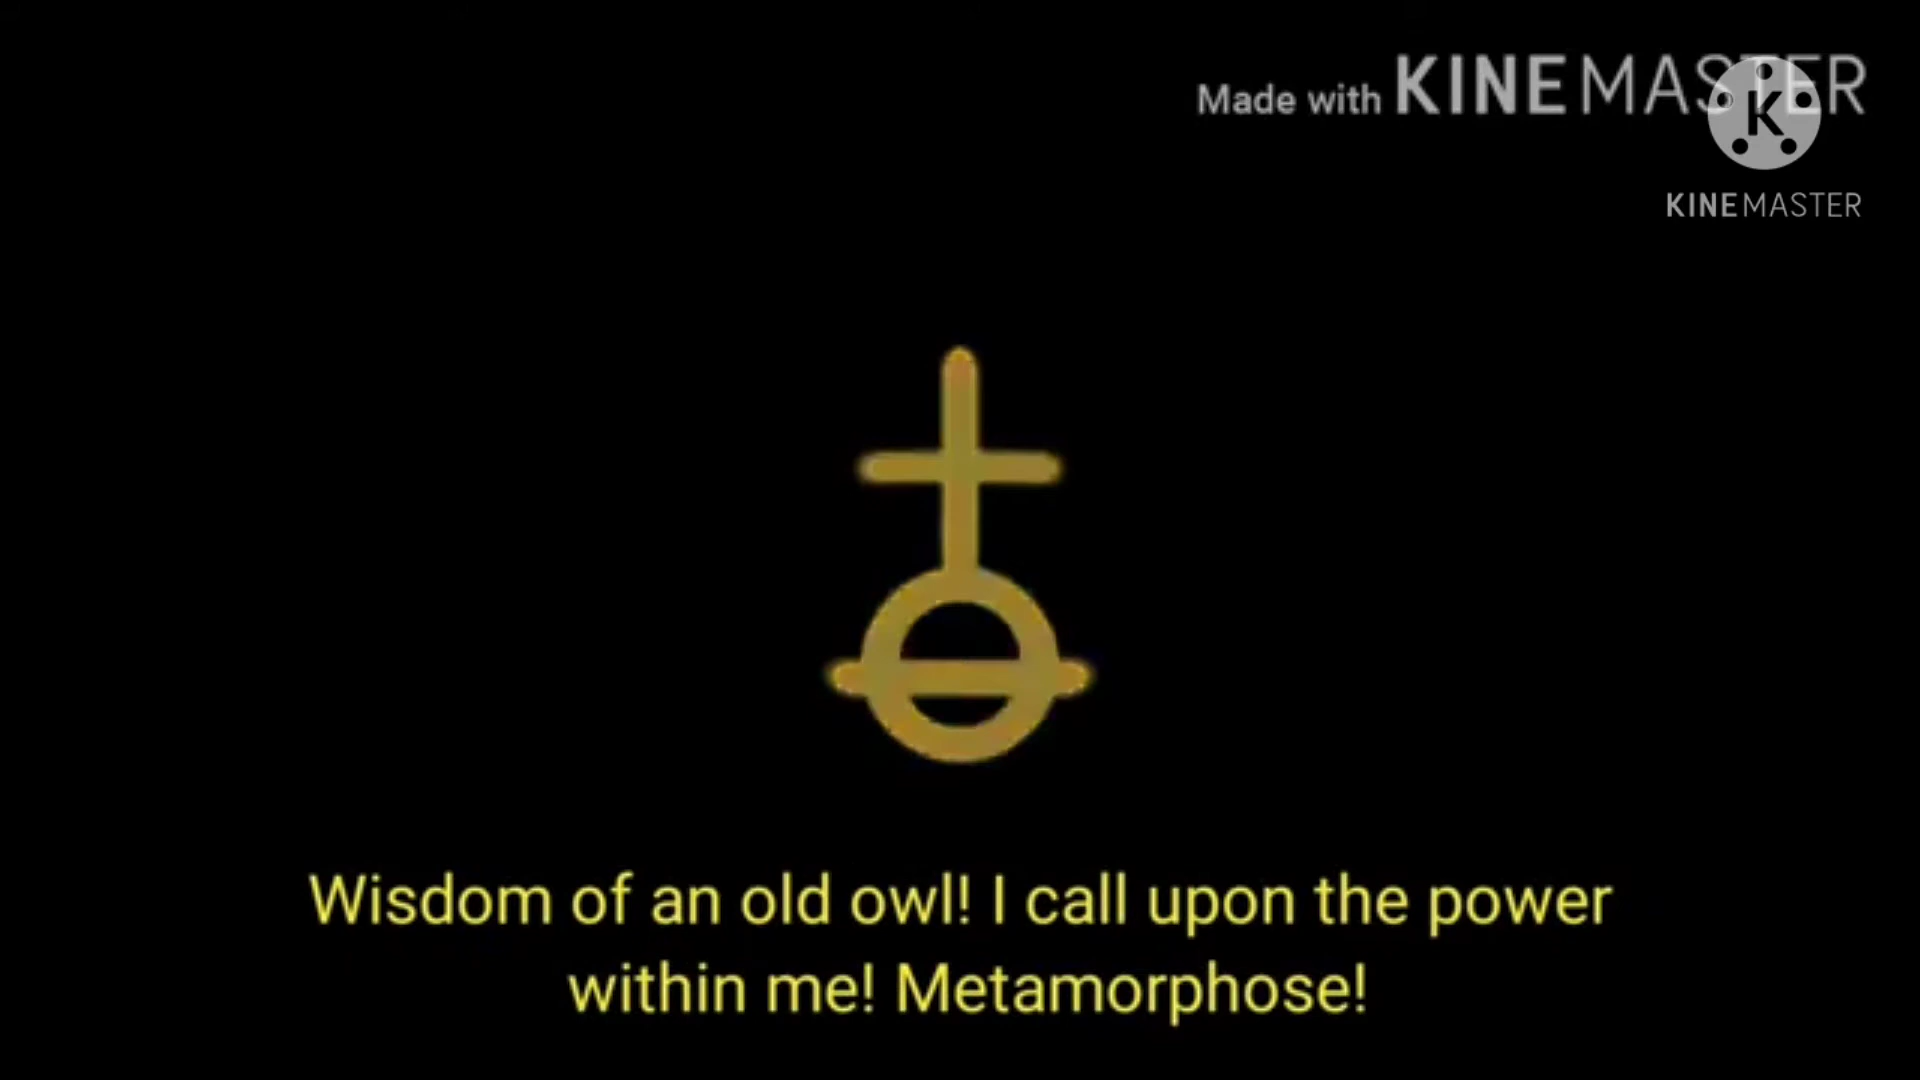 Made with KINEMASTER
K
KINEMASTER
Wisdom of an old owl! I call upon the power
within me! Metamorphose!